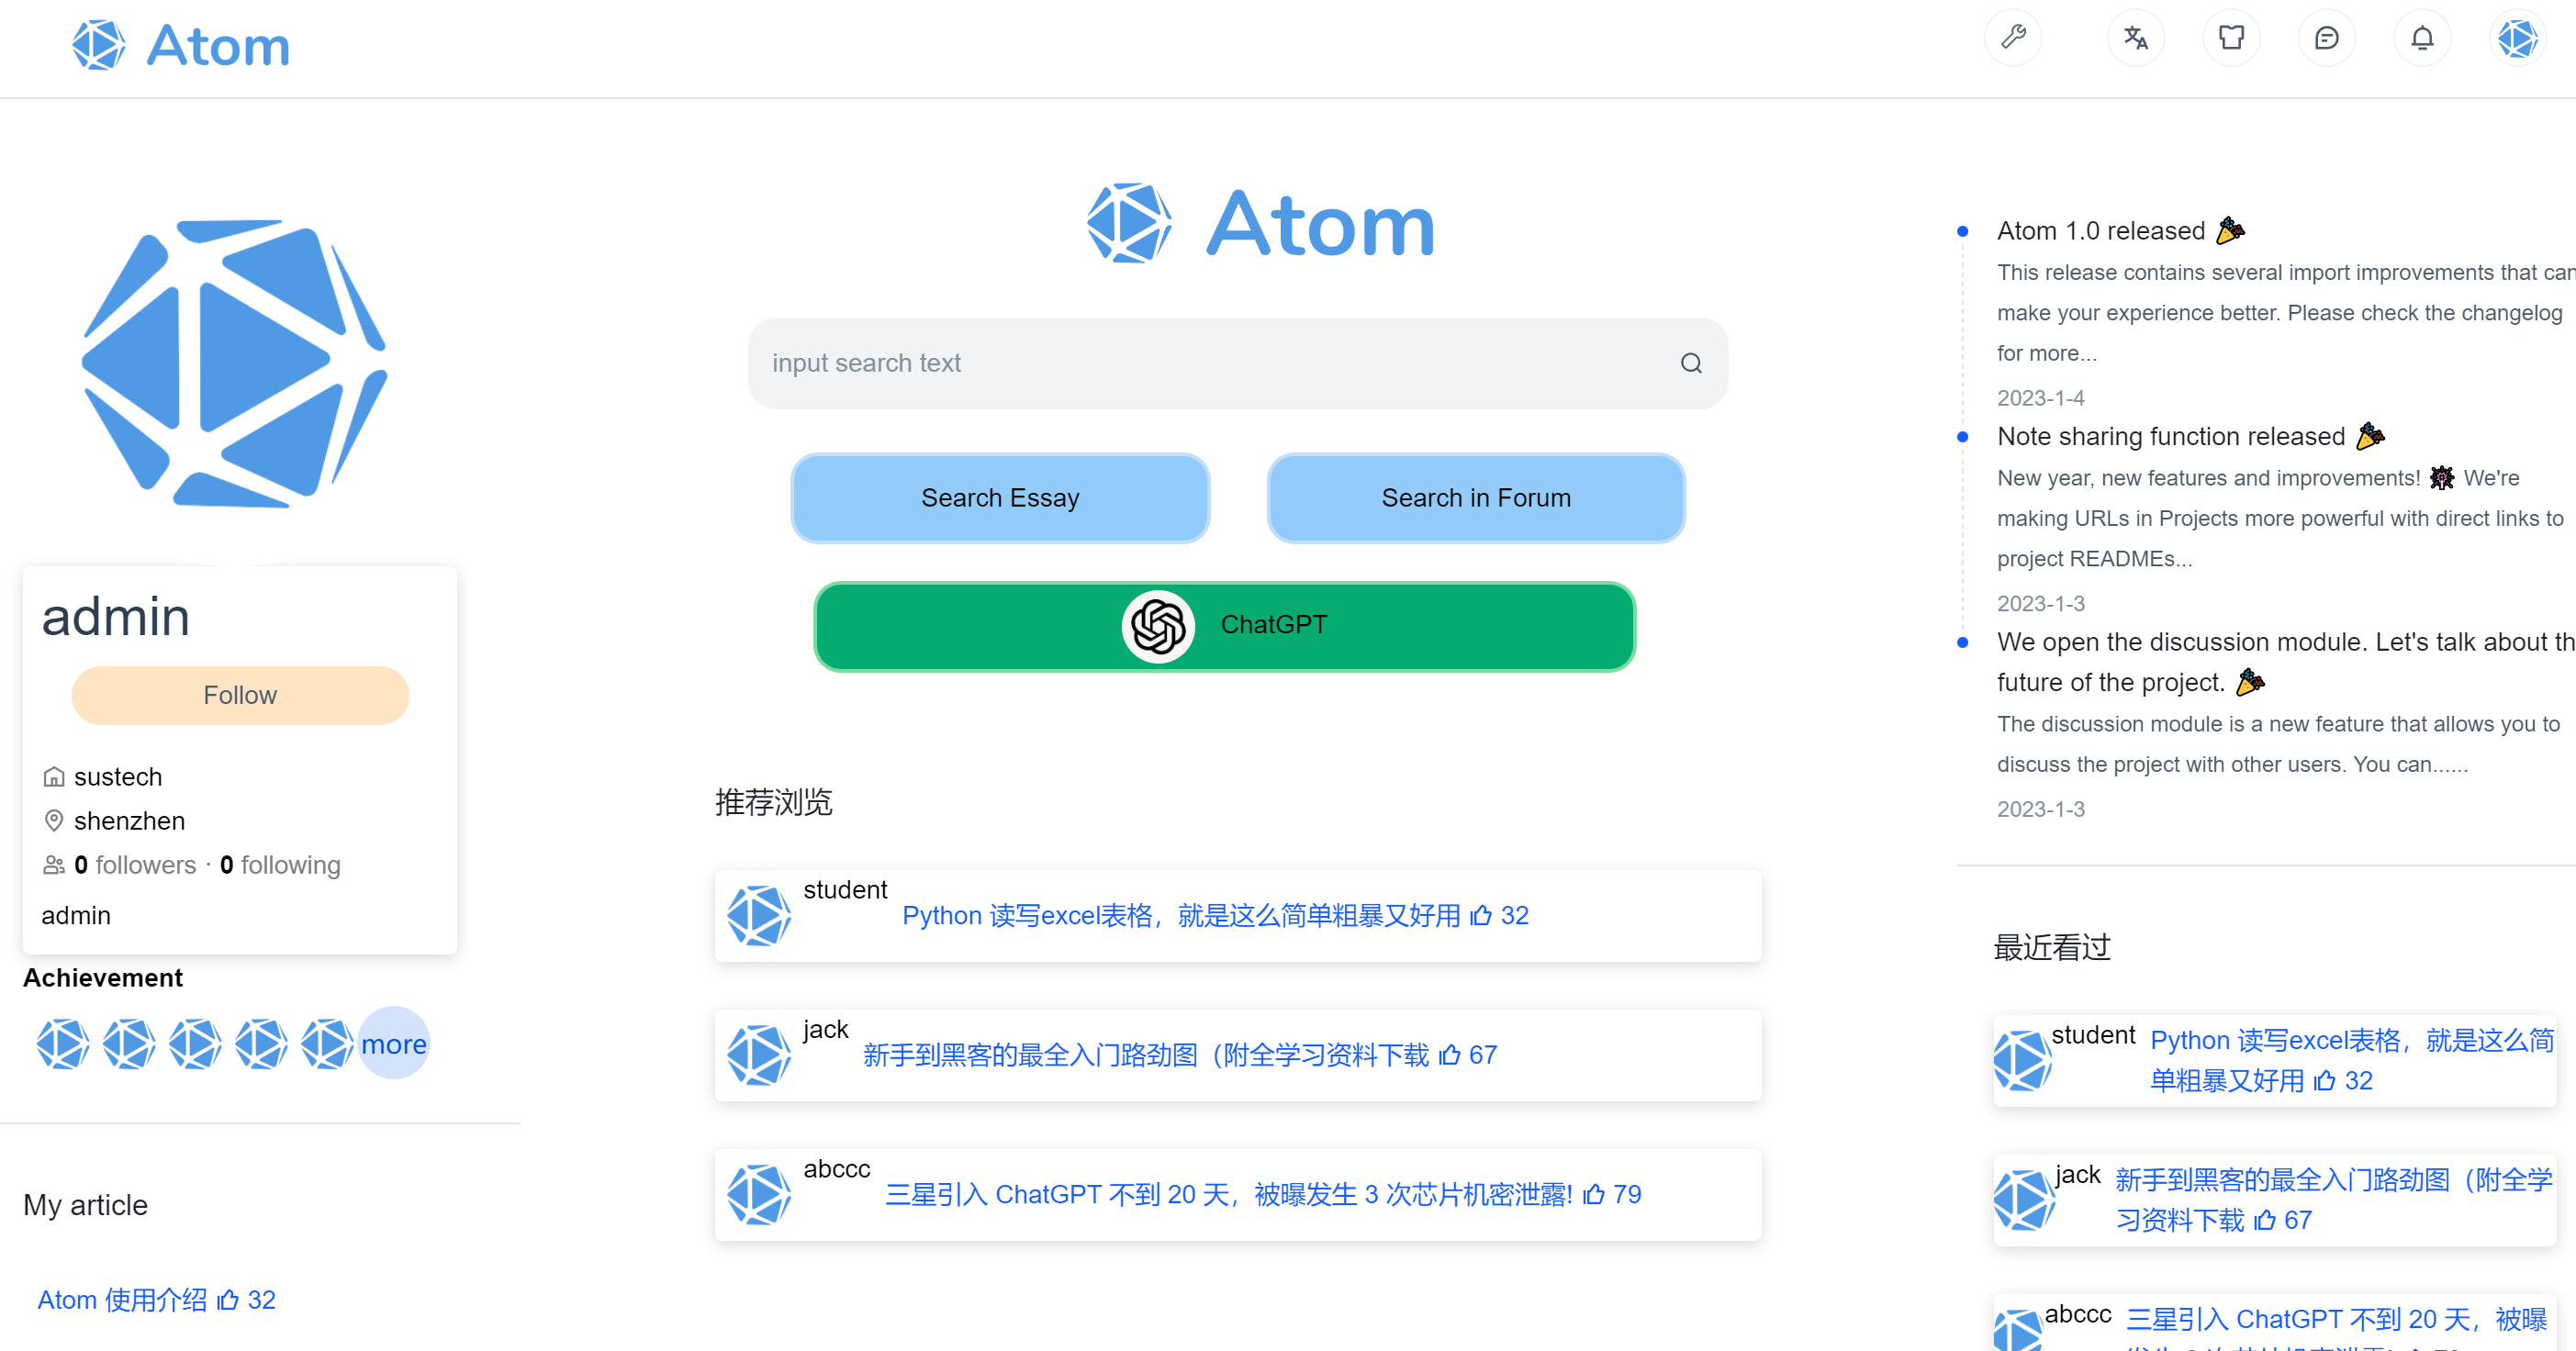 Atom
admin
Follow
sustech
shenzhen
0 followers · 0 following
admin
Achievement
more
My article
Atom 使用介绍 32
Atom
input search text
Search Essay
Search in Forum
ChatGPT
推荐浏览
student
Python 读写excel表格，就是这么简单粗暴又好用 32
jack
新手到黑客的最全入门路劲图（附全学习资料下载 67
abccc
三星引入 ChatGPT 不到 20 天，被曝发生 3 次芯片机密泄露! 79
Atom 1.0 released
This release contains several import improvements that can
make your experience better. Please check the changelog
for more...
2023-1-4
Note sharing function released
New year, new features and improvements! We're
making URLs in Projects more powerful with direct links to
project READMEs...
2023-1-3
We open the discussion module. Let's talk about th
future of the project.
The discussion module is a new feature that allows you to
discuss the project with other users. You can......
2023-1-3
最近看过
student
Python 读写excel表格，就是这么简
单粗暴又好用 32
jack
新手到黑客的最全入门路劲图（附全学
习资料下载 67
abccc
三星引入 ChatGPT 不到 20 天，被曝